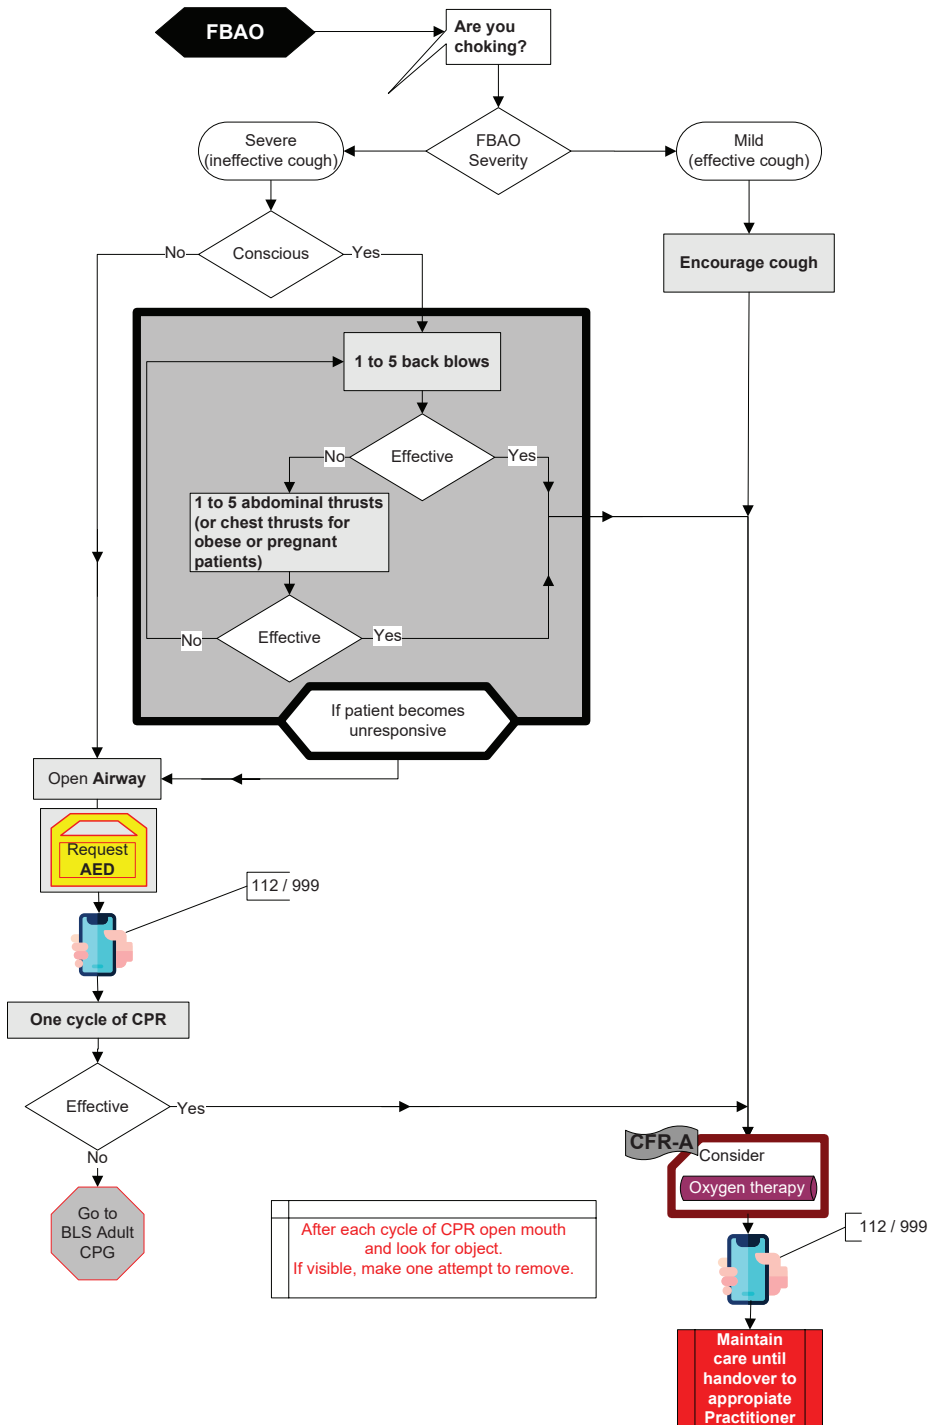 FBAO
Are you
choking?
Severe
(ineffective cough)
FBAO
Severity
Mild
(effective cough)
No
Conscious
Yes
Encourage cough
1 to 5 back blows
No
Effective
Yes
1 to 5 abdominal thrusts
(or chest thrusts for
obese or pregnant
patients)
No
Effective
Yes
If patient becomes
unresponsive
Open Airway
Request
AED
112 / 999
One cycle of CPR
Effective
Yes
No
Go to
BLS Adult
CPG
After each cycle of CPR open mouth
and look for object.
If visible, make one attempt to remove.
CFR-A
Consider
Oxygen therapy
112 / 999
Maintain
care until
handover to
appropiate
Practitioner